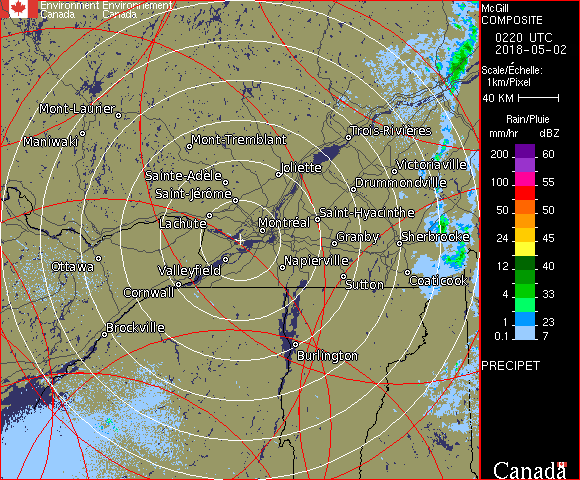 Environment Environnement
Canada Canada
McGill
COMPOSITE
0220 UTC
2018-05-02
Scale/Échelle:
1km/Pixel
40 KM
Rain/Pluie
mm/hr dBZ
200 60
100 55
50 50
24 45
12 40
4 33
1 23
0.1 7
PRECIPET
Canada
Mont-Laurier
Maniwaki
Mont-Tremblant
Trois-Rivières
Sainte-Adèle
Joliette
Victoriaville
Saint-Jérôme
Drummondville
Lachute
Montréal
Saint-Hyacinthe
Granby
Sherbrooke
Ottawa
Valleyfield
Napierville
Cornwall
Sutton
Coaticook
Brockville
Burlington